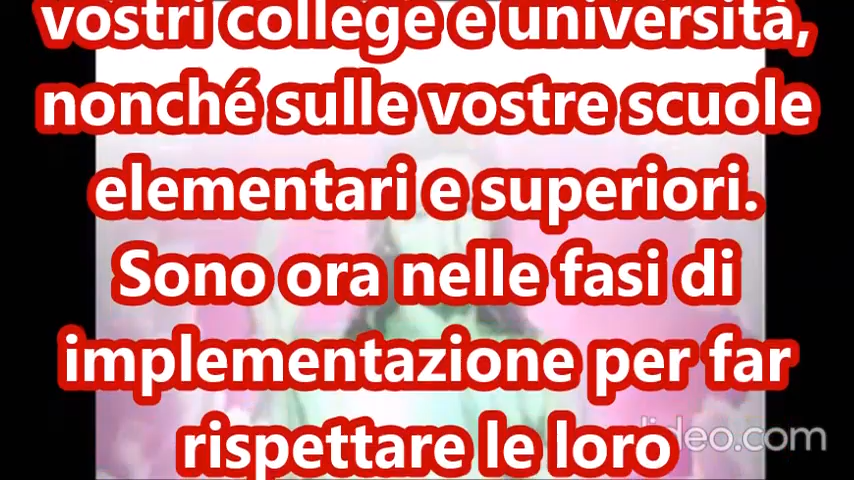 vostri college e università,
nonché sulle vostre scuole
elementari e superiori.
Sono ora nelle fasi di
implementazione per far
rispettare le loro